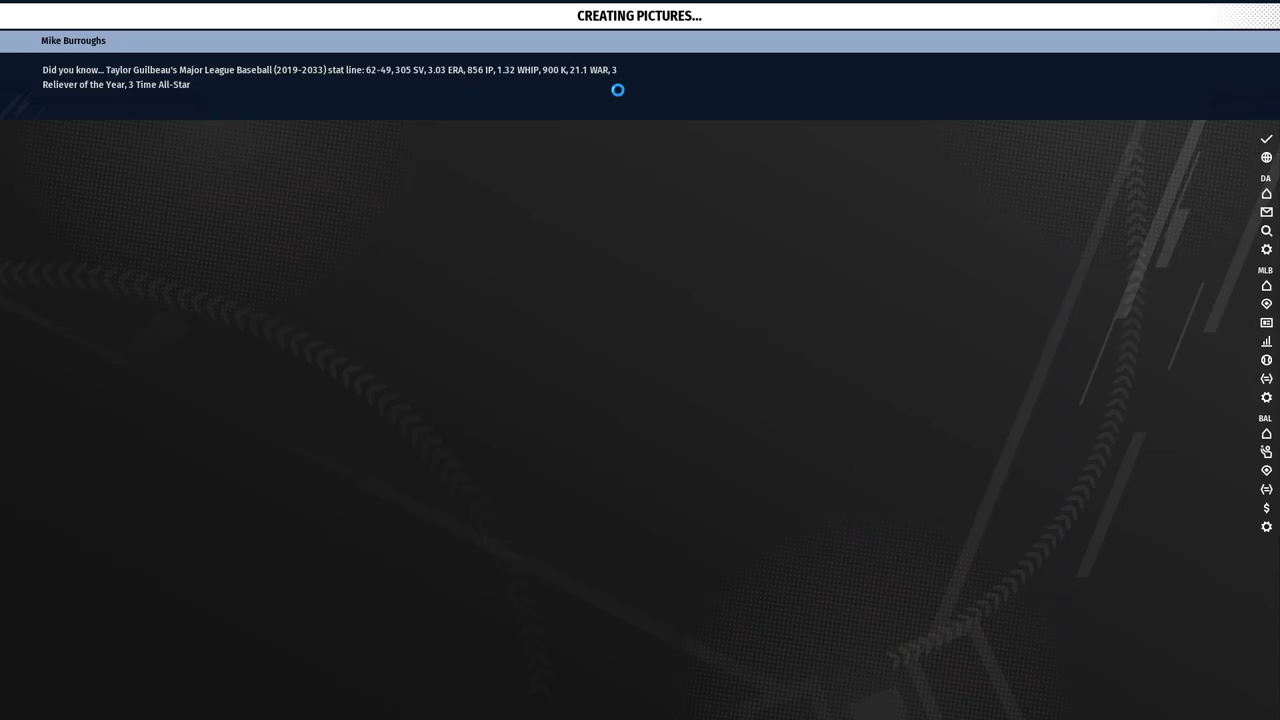 CREATING PICTURES...
Mike Burroughs
Did you know... Taylor Guilbeau's Major League Baseball (2019-2033) stat line: 62-49, 305 SV, 3.03 ERA, 856 IP, 1.32 WHIP, 900 K, 21.1 WAR, 3
Reliever of the Year, 3 Time All-Star
DA
MLB
BAL